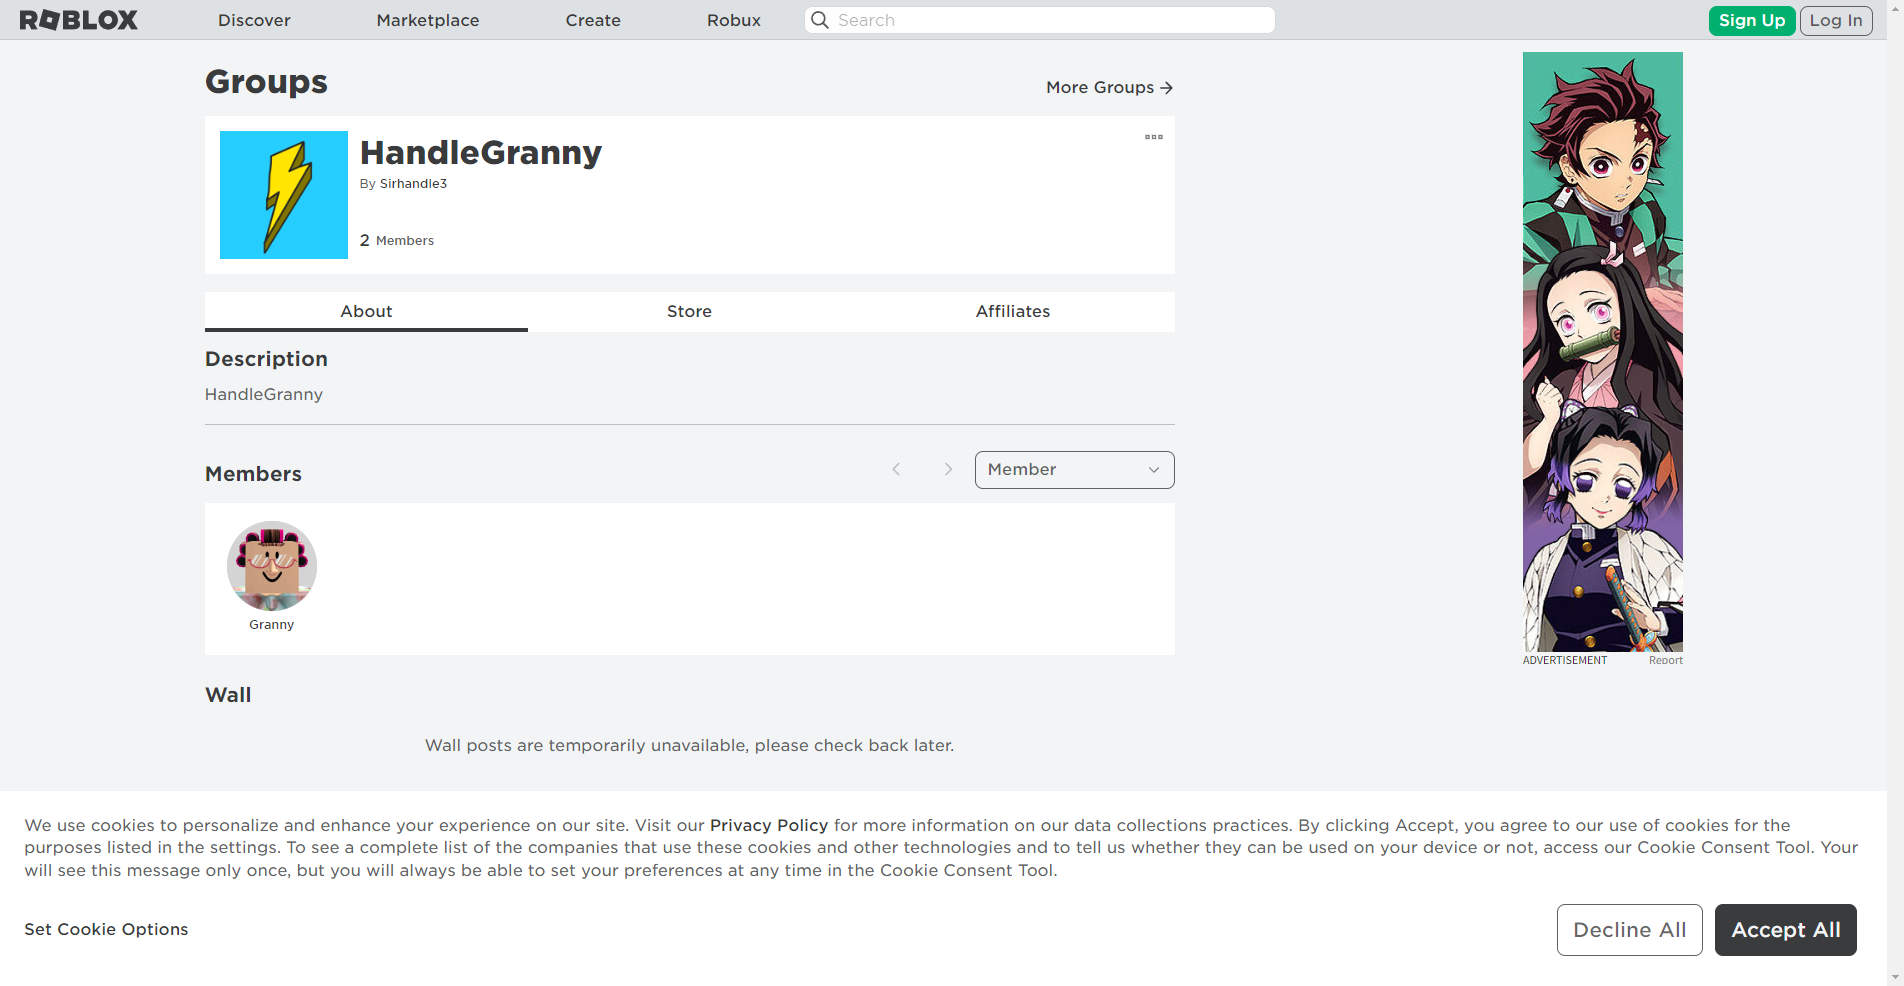 ROBLOX
Discover
Marketplace
Create
Robux
Search
Sign Up
Log In
Groups
More Groups
HandleGranny
By Sirhandle3
2 Members
About
Store
Affiliates
Description
HandleGranny
Members
Member
Granny
Wall
Wall posts are temporarily unavailable, please check back later.
ADVERTISEMENT
Report
We use cookies to personalize and enhance your experience on our site. Visit our Privacy Policy for more information on our data collections practices. By clicking Accept, you agree to our use of cookies for the
purposes listed in the settings. To see a complete list of the companies that use these cookies and other technologies and to tell us whether they can be used on your device or not, access our Cookie Consent Tool. Your
will see this message only once, but you will always be able to set your preferences at any time in the Cookie Consent Tool.
Set Cookie Options
Decline All
Accept All